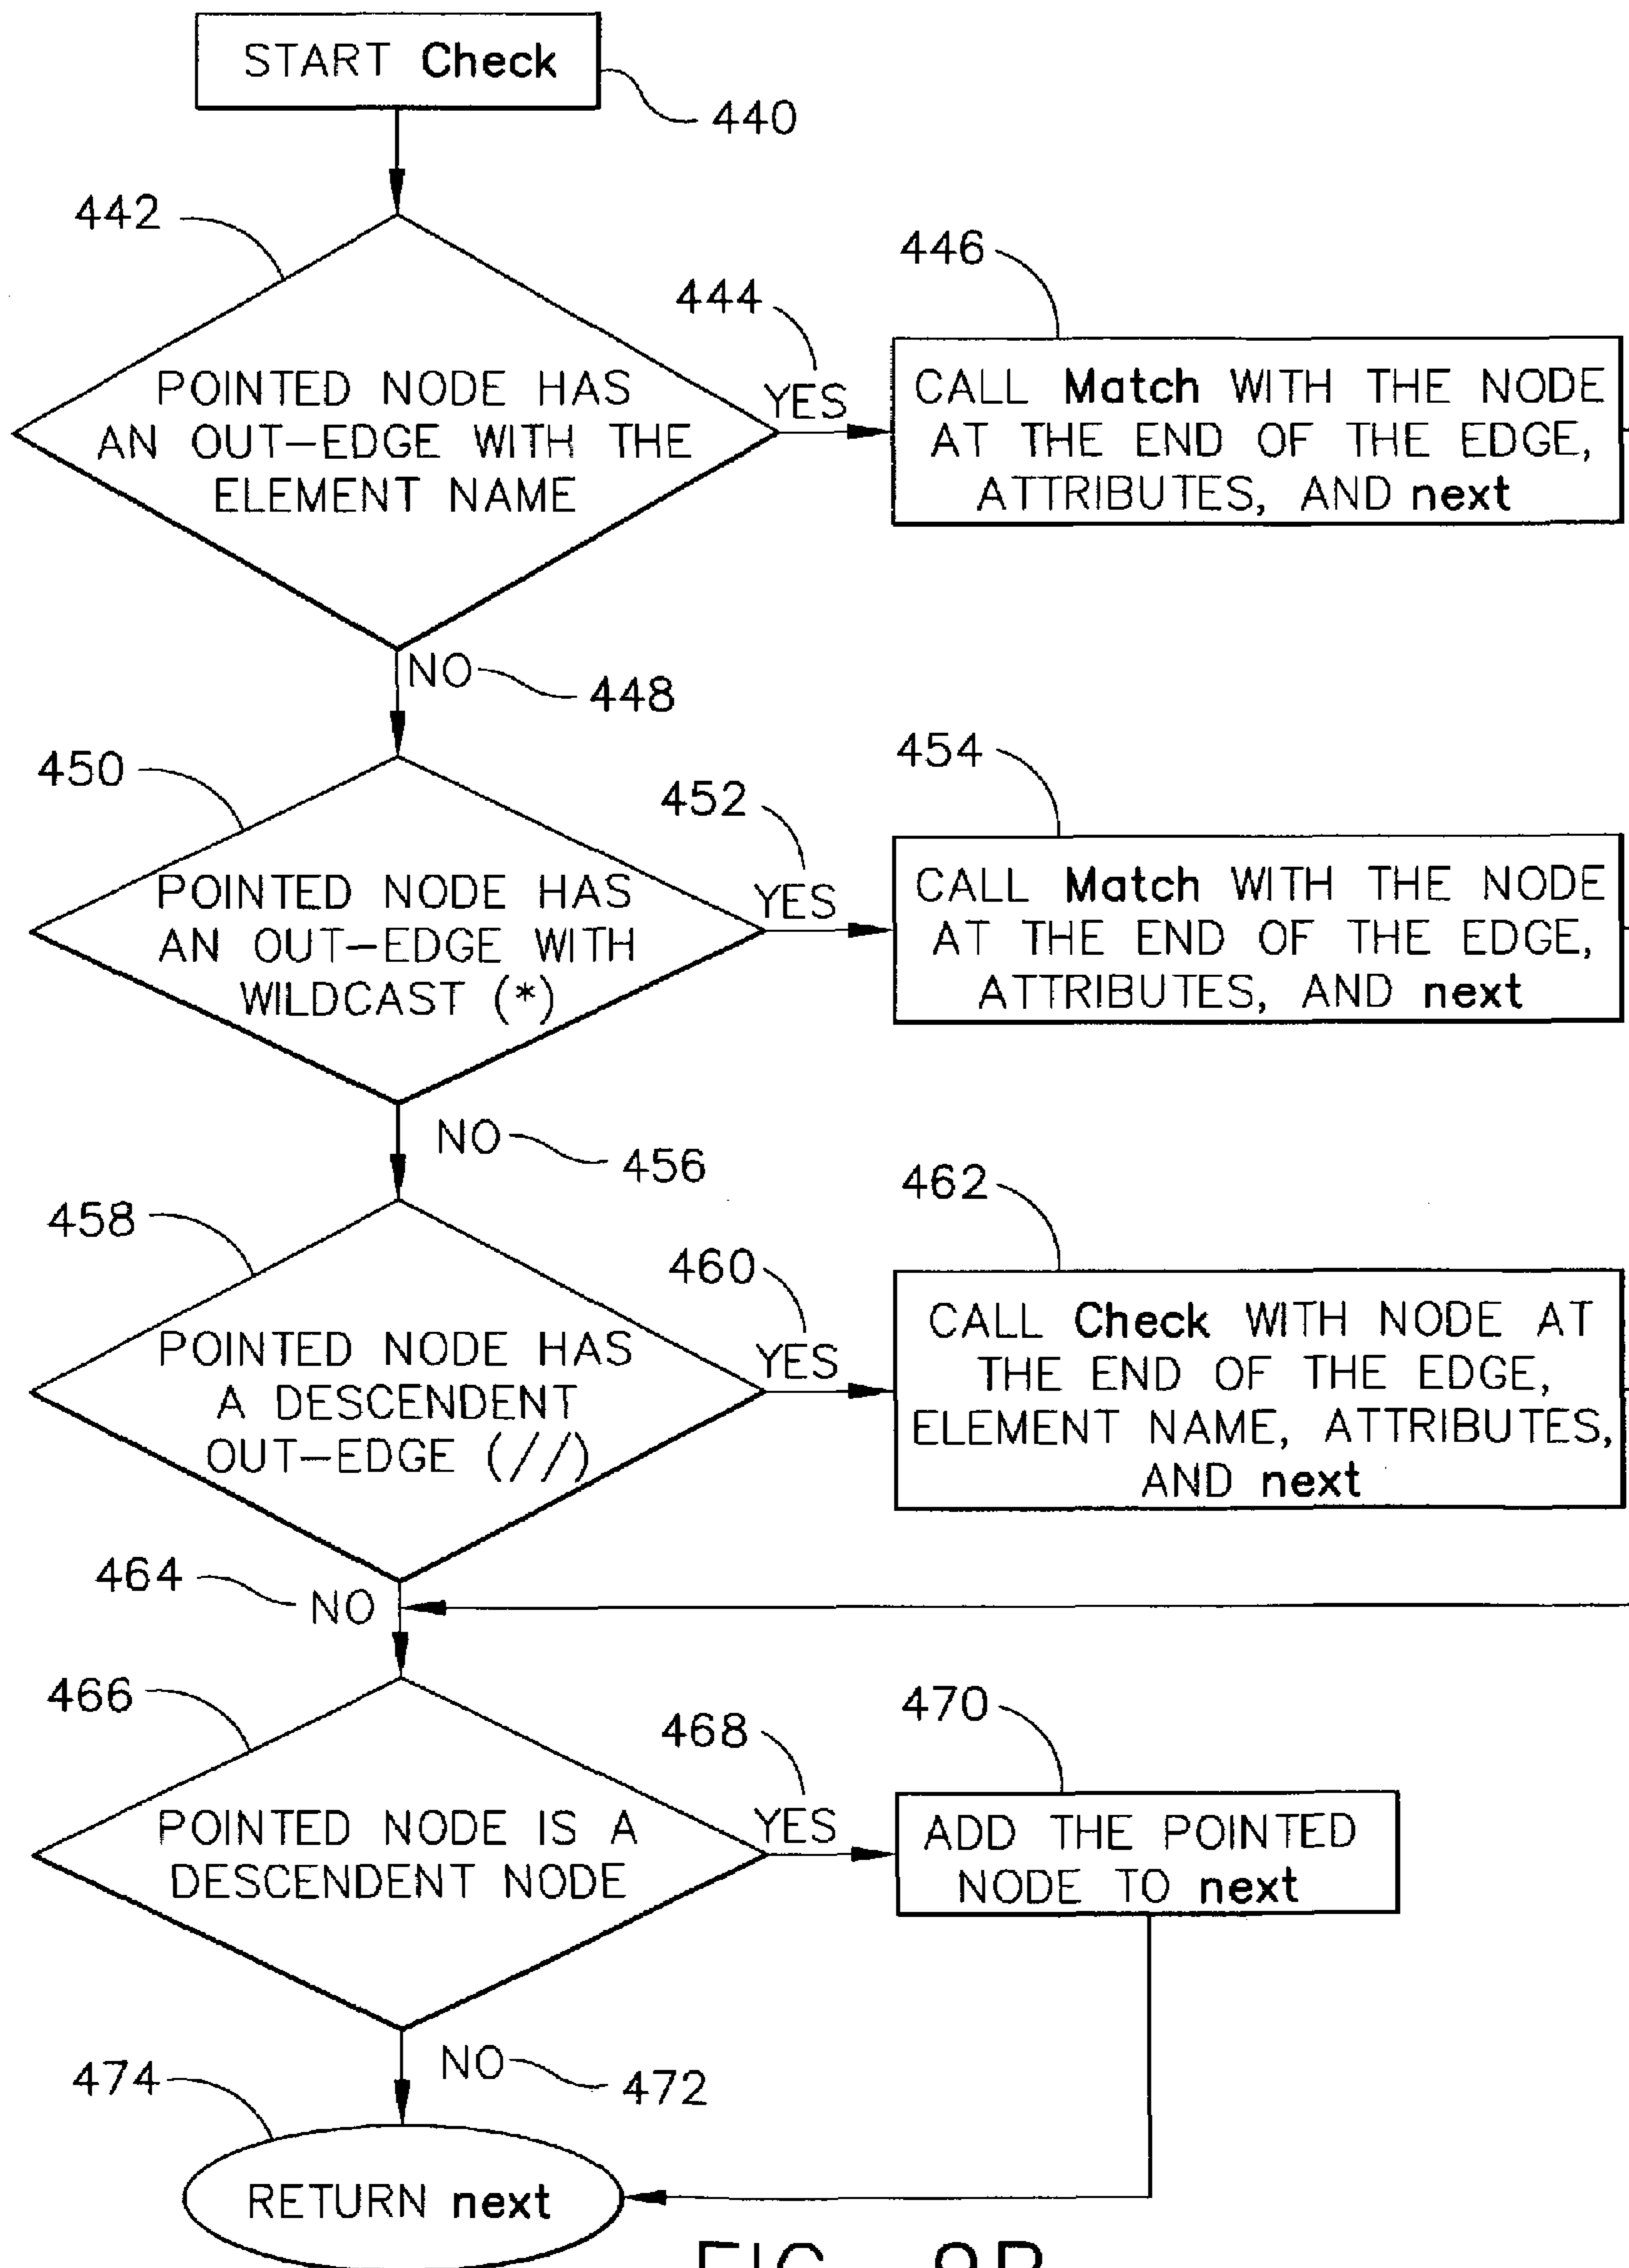 START Check
440
442
444
446
POINTED NODE HAS
AN OUT-EDGE WITH THE
ELEMENT NAME
YES
CALL Match WITH THE NODE
AT THE END OF THE EDGE,
ATTRIBUTES, AND next
NO
448
450
452
454
POINTED NODE HAS
AN OUT-EDGE WITH
WILDCAST (*)
YES
CALL Match WITH THE NODE
AT THE END OF THE EDGE,
ATTRIBUTES, AND next
NO
456
458
460
462
POINTED NODE HAS
A DESCENDENT
OUT-EDGE (//)
YES
CALL Check WITH NODE AT
THE END OF THE EDGE,
ELEMENT NAME, ATTRIBUTES,
AND next
464
NO
466
468
470
POINTED NODE IS A
DESCENDENT NODE
YES
ADD THE POINTED
NODE TO next
NO
472
474
RETURN next